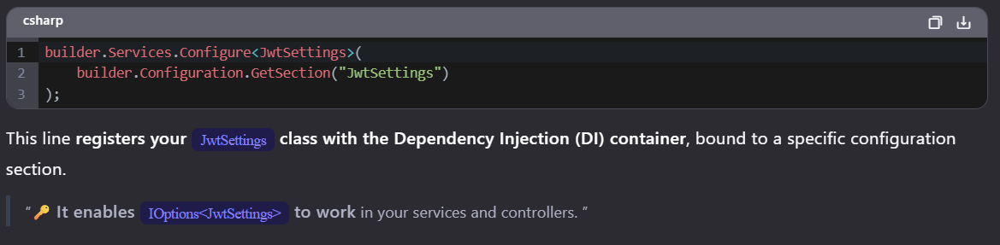 csharp
1 builder.Services.Configure<JwtSettings>(
2     builder.Configuration.GetSection("JwtSettings")
3 );
This line registers your JwtSettings class with the Dependency Injection (DI) container, bound to a specific configuration
section.
“ 🔑 It enables IOptions<JwtSettings> to work in your services and controllers. ”